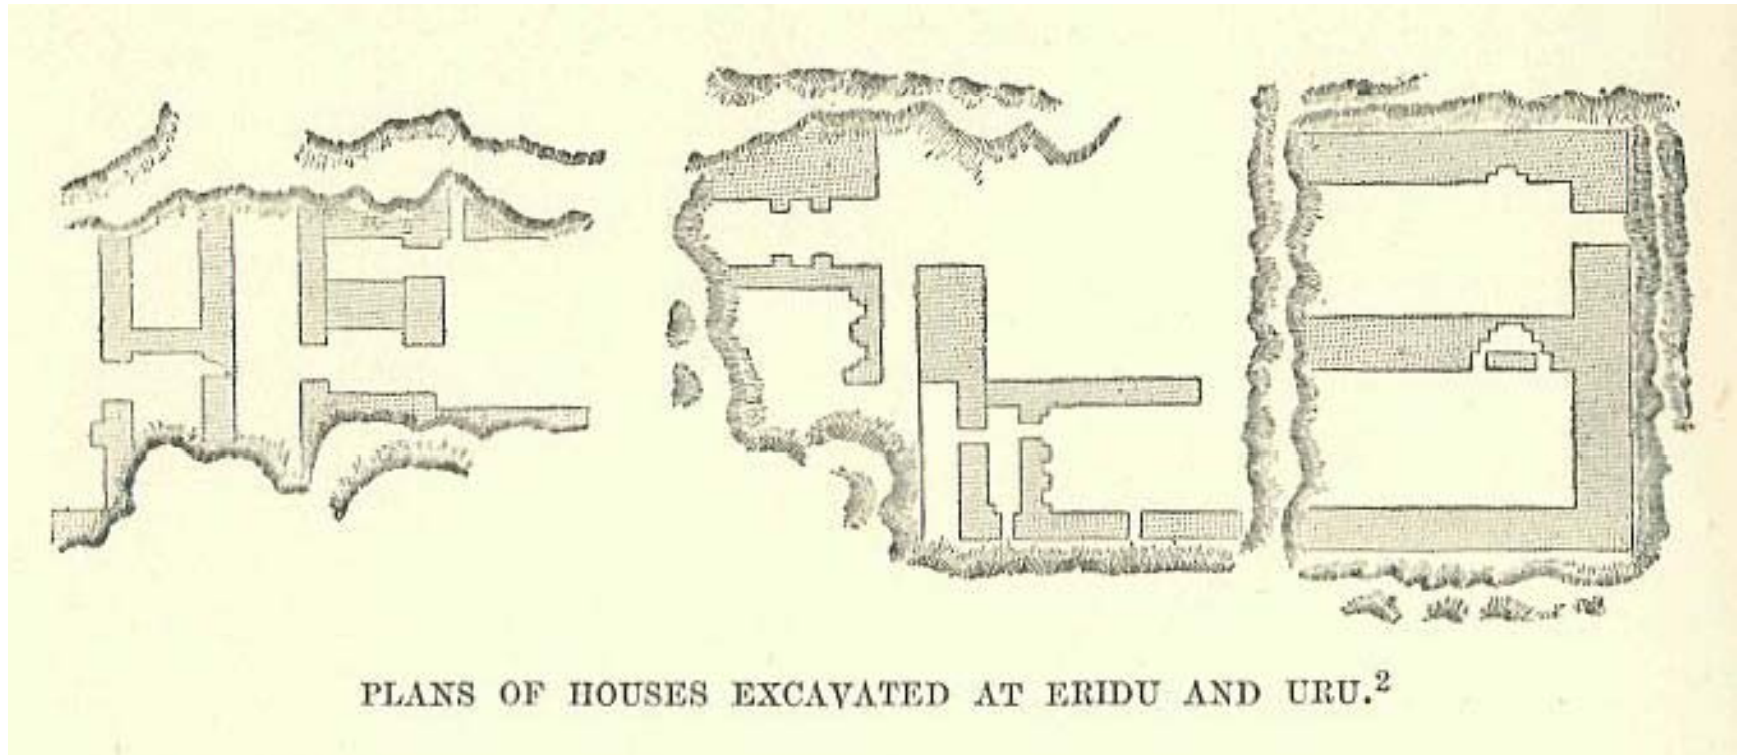 PLANS OF HOUSES EXCAVATED AT ERIDU AND URU.²